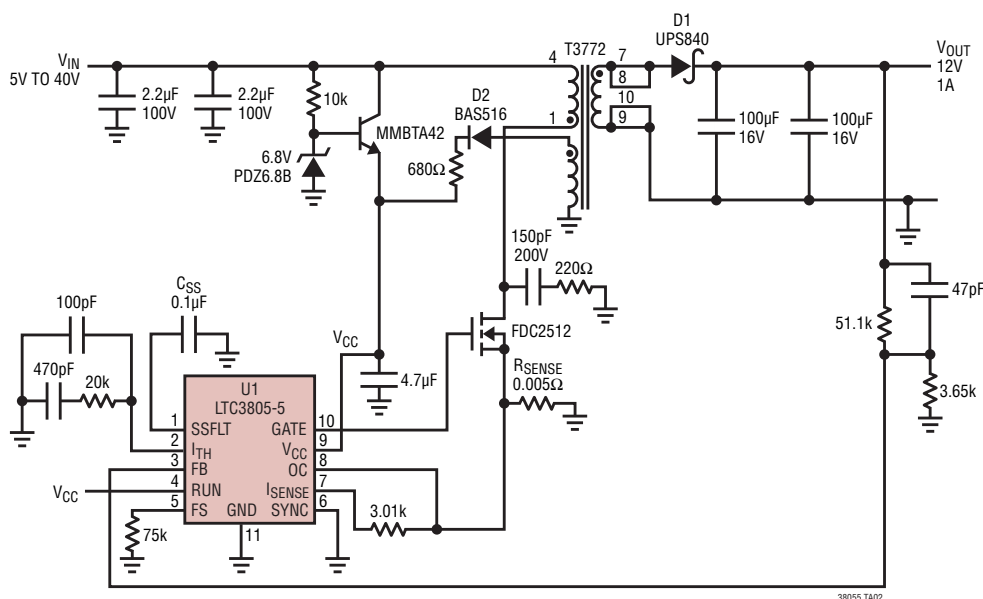 V_IN
5V TO 40V
2.2µF
100V
2.2µF
100V
10k
6.8V
PDZ6.8B
MMBTA42
D2
BAS516
680Ω
T3772
4
1
7
8
10
9
D1
UPS840
V_OUT
12V
1A
100µF
16V
100µF
16V
150pF
200V
220Ω
FDC2512
R_SENSE
0.005Ω
47pF
51.1k
3.65k
100pF
470pF
20k
C_SS
0.1µF
V_CC
4.7µF
U1
LTC3805-5
1 SSFLT
2 I_TH
3 FB
4 RUN
5 FS
GND 11
GATE 10
V_CC 9
OC 8
I_SENSE 7
SYNC 6
V_CC
75k
3.01k
38055 TA02